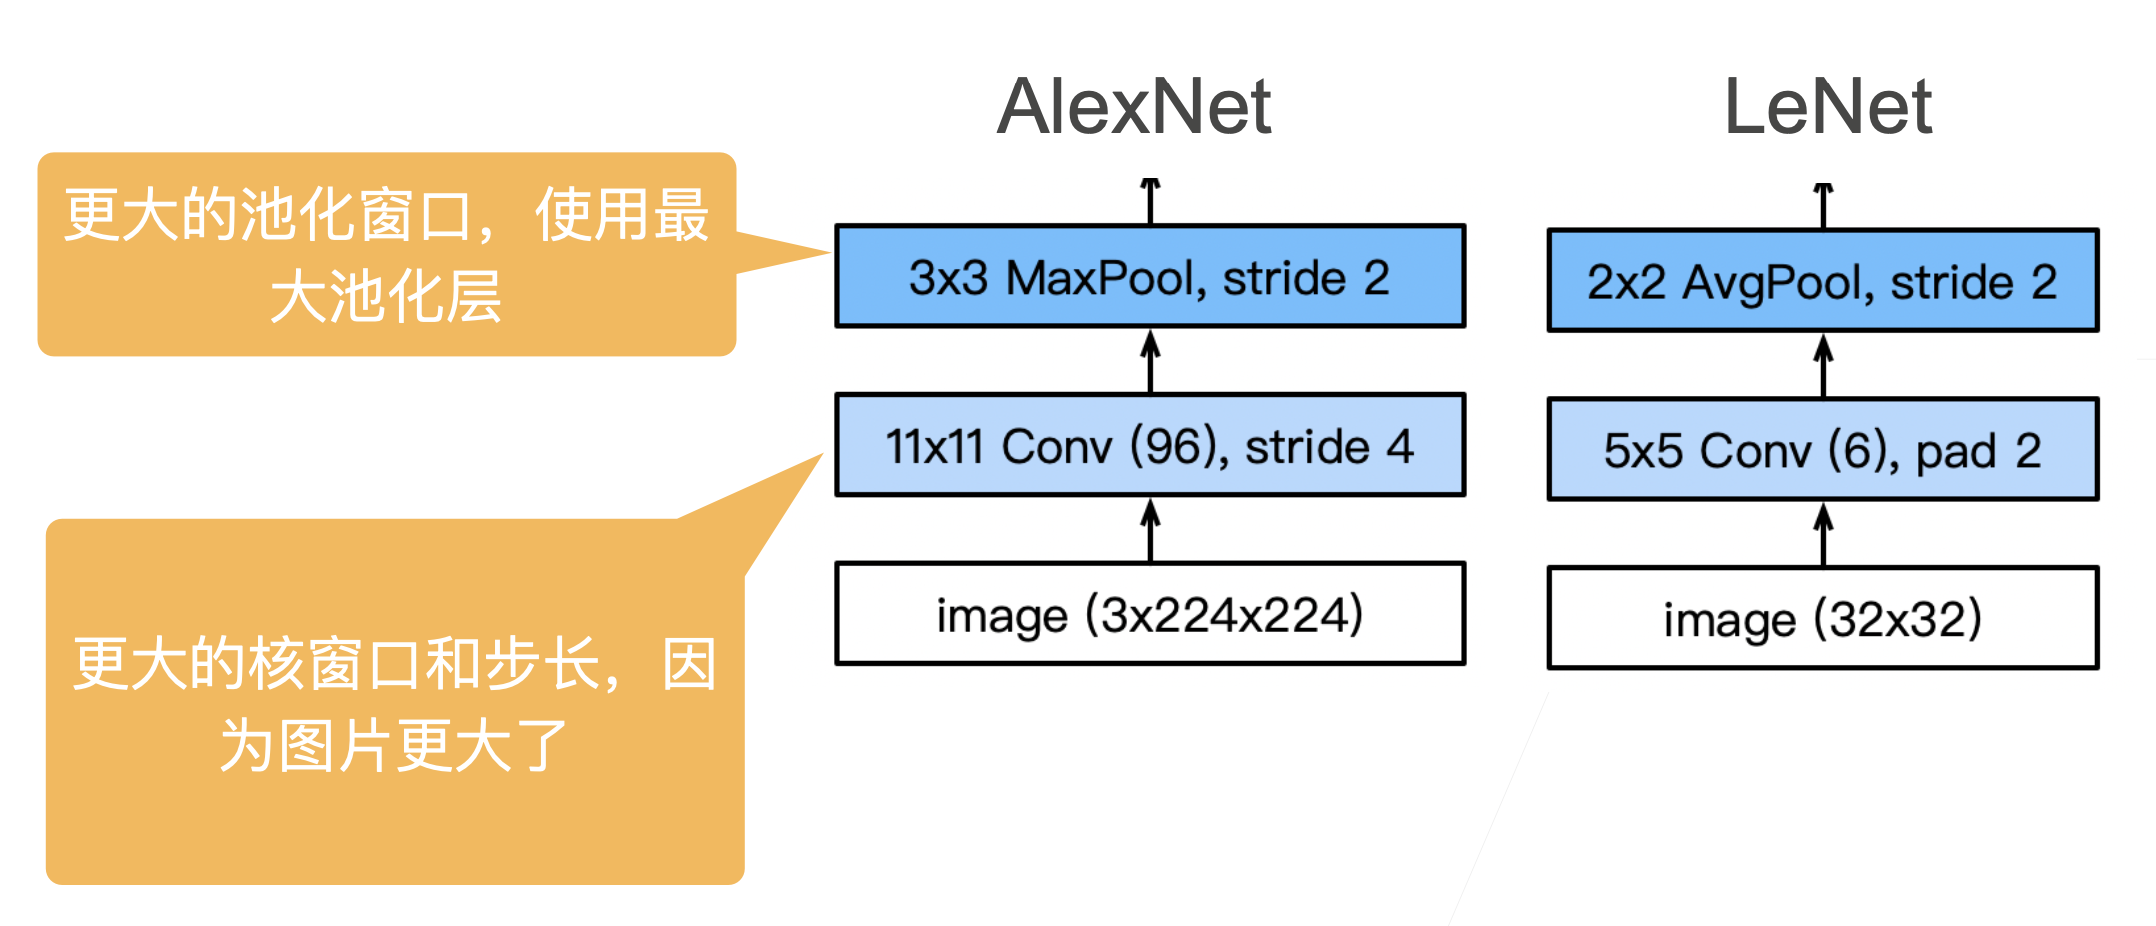 AlexNet
LeNet
更大的池化窗口，使用最
大池化层
3x3 MaxPool, stride 2
2x2 AvgPool, stride 2
11x11 Conv (96), stride 4
5x5 Conv (6), pad 2
更大的核窗口和步长，因
为图片更大了
image (3x224x224)
image (32x32)